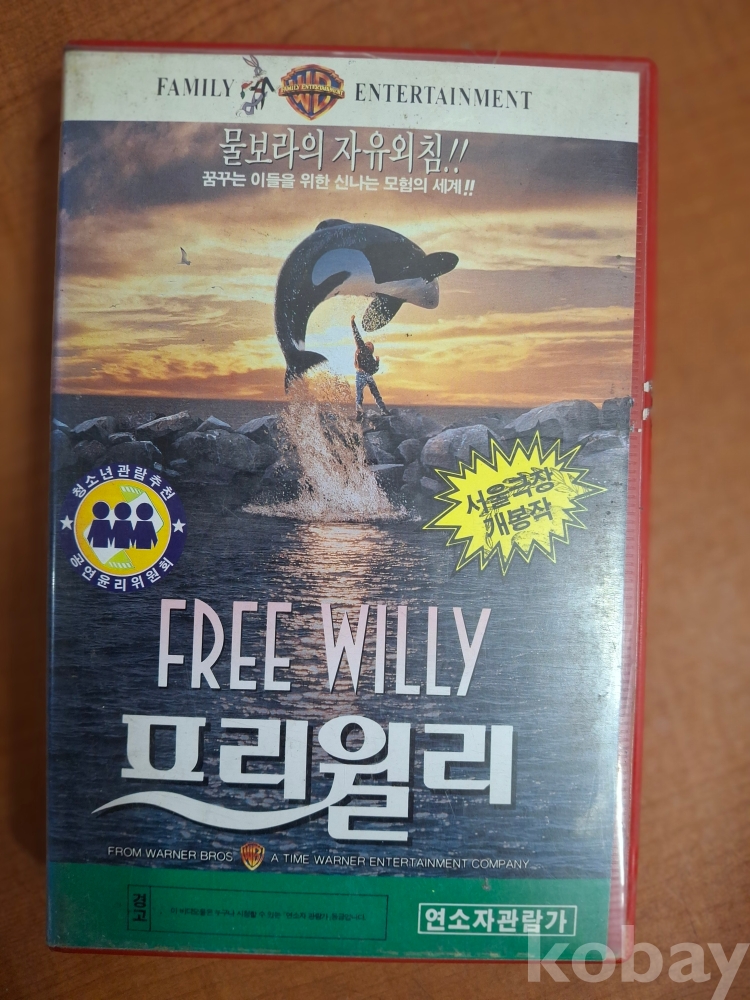 FAMILY ENTERTAINMENT
FAMILY ENTERTAINMENT
물보라의 자유외침!!
꿈꾸는 이들을 위한 신나는 모험의 세계!!
청소년관람추천
공연윤리위원회
서울극장
개봉작
FREE WILLY
프리윌리
FROM WARNER BROS WB A TIME WARNER ENTERTAINMENT COMPANY
경고
연소자관람가
kobay